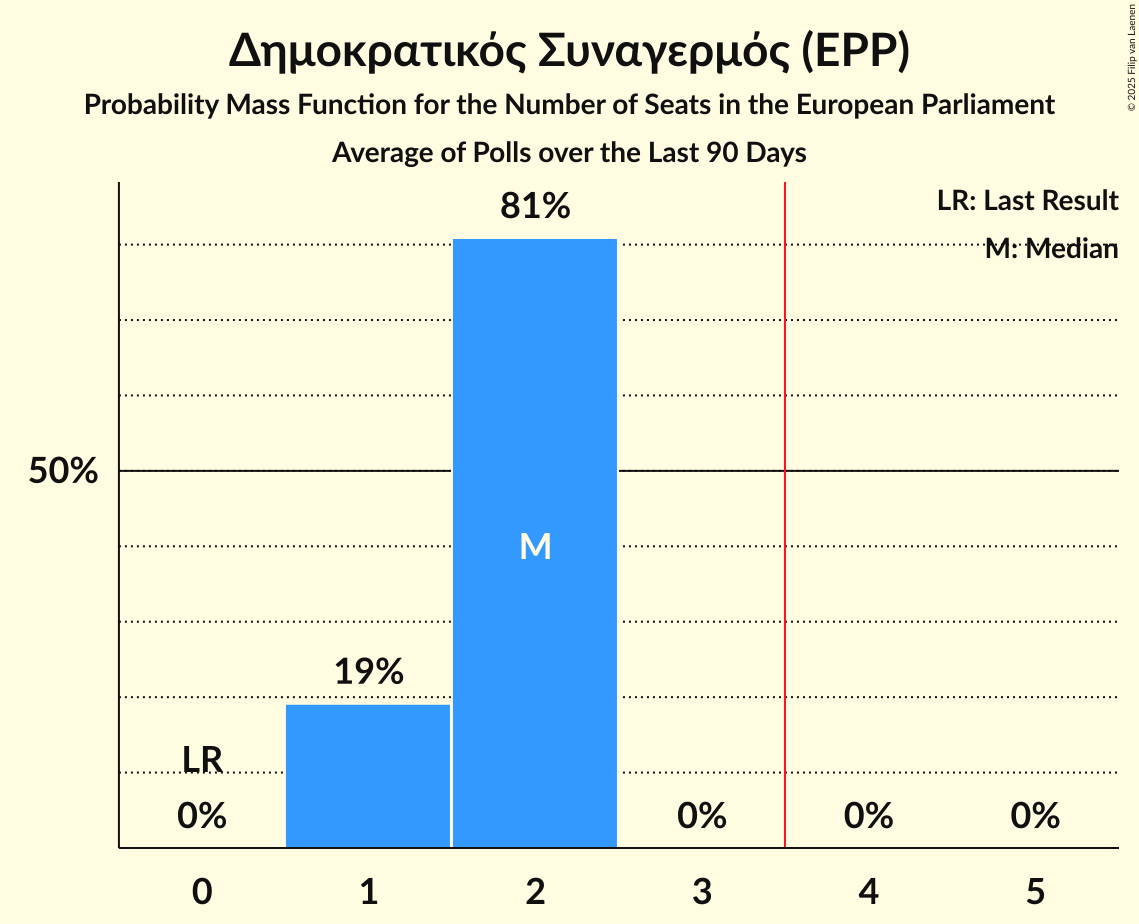 Δημοκρατικός Συναγερμός (EPP)
Probability Mass Function for the Number of Seats in the European Parliament
Average of Polls over the Last 90 Days
© 2025 Filip van Laenen
LR: Last Result
M: Median
81%
50%
M
19%
LR
0%
0%
0%
0%
0
1
2
3
4
5